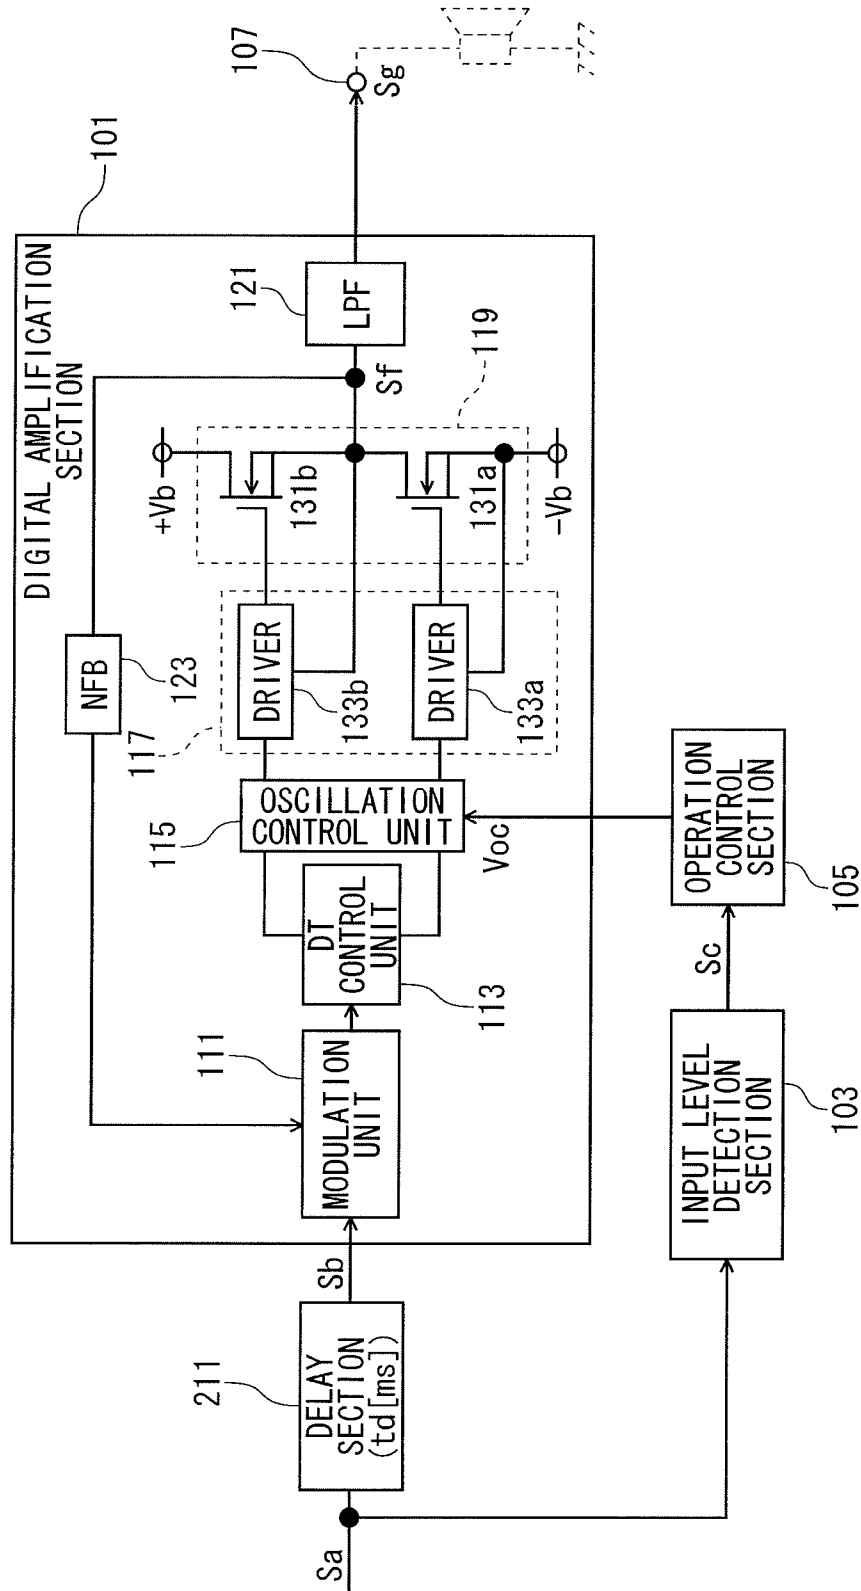 107
Sg
101
DIGITAL AMPLIFICATION
SECTION
121
LPF
Sf
119
+Vb
131b
131a
-Vb
NFB
123
117
DRIVER
133b
DRIVER
133a
115
OSCILLATION
CONTROL UNIT
Voc
DT
CONTROL
UNIT
113
111
MODULATION
UNIT
OPERATION
CONTROL
SECTION
105
Sc
INPUT LEVEL
DETECTION
SECTION
103
Sb
211
DELAY
SECTION
(td[ms])
Sa